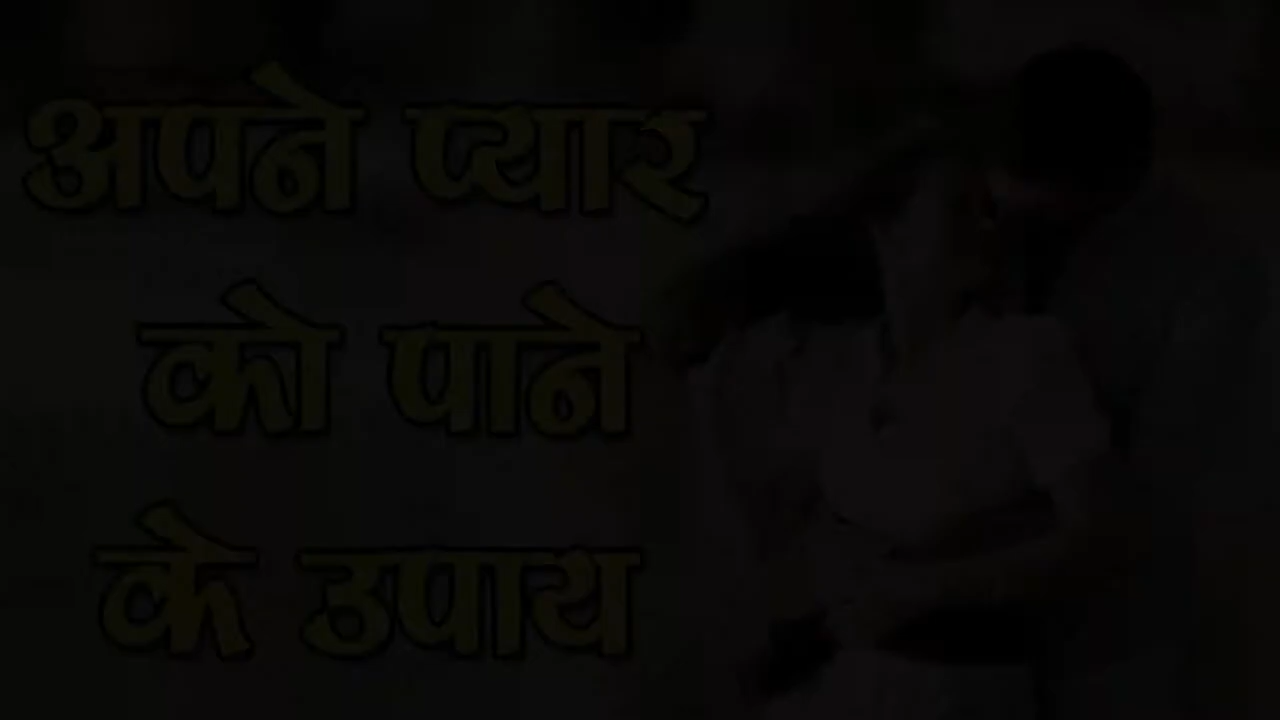 अपने प्यार
को पाने
के उपाय